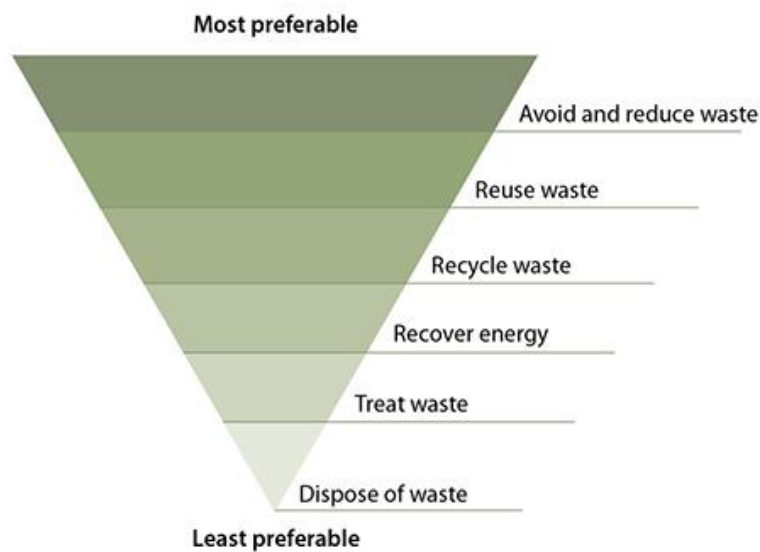 Most preferable
Avoid and reduce waste
Reuse waste
Recycle waste
Recover energy
Treat waste
Dispose of waste
Least preferable